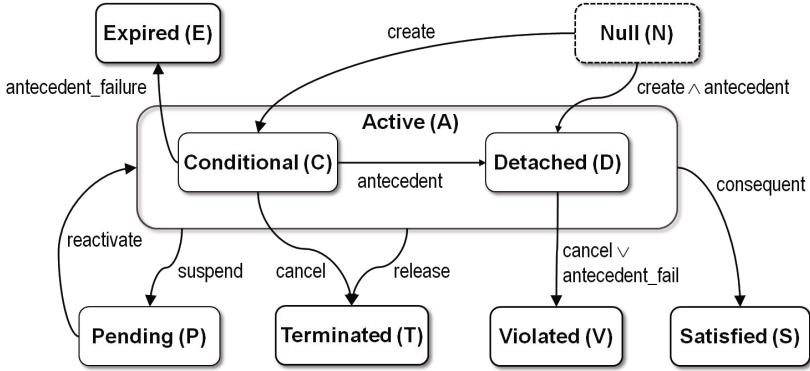 Expired (E)
create
Null (N)
antecedent_failure
create ∧ antecedent
Active (A)
Conditional (C)
antecedent
Detached (D)
consequent
reactivate
suspend
cancel
release
cancel ∨
antecedent_fail
Pending (P)
Terminated (T)
Violated (V)
Satisfied (S)